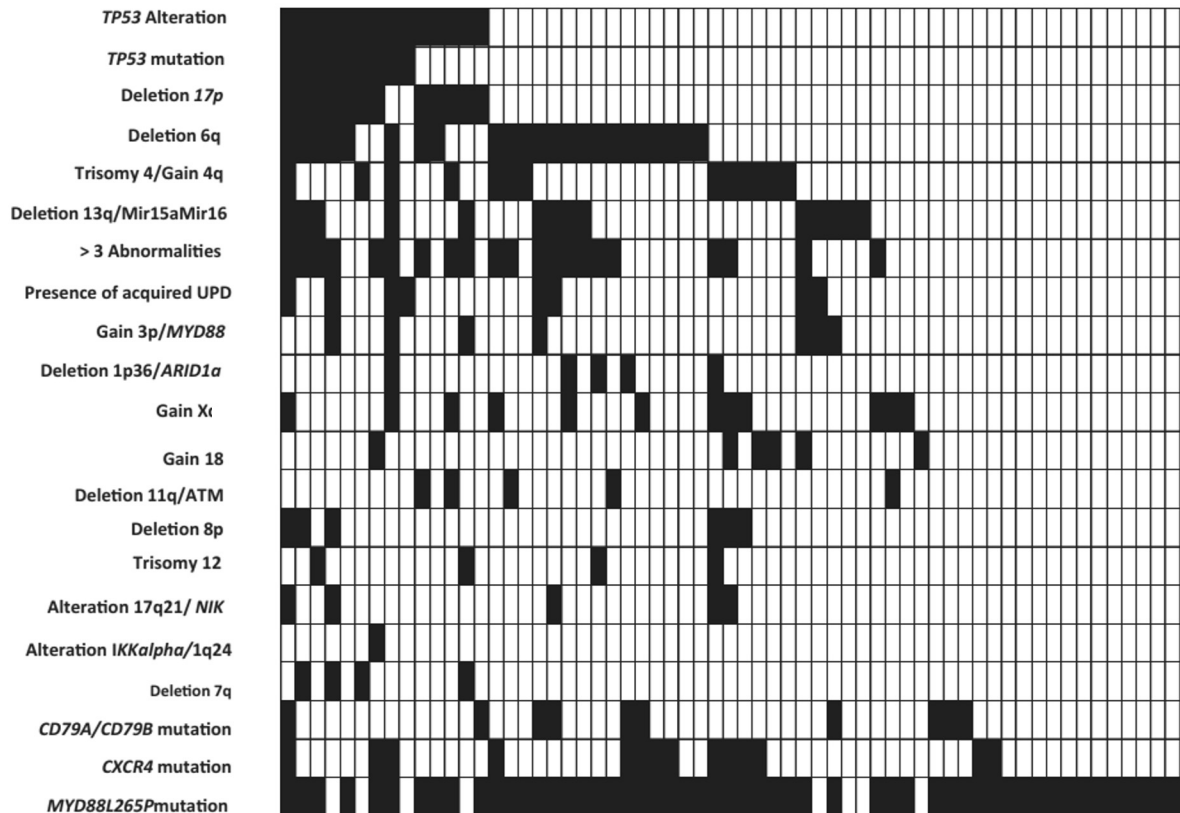 TP53 Alteration
TP53 mutation
Deletion 17p
Deletion 6q
Trisomy 4/Gain 4q
Deletion 13q/Mir15aMir16
> 3 Abnormalities
Presence of acquired UPD
Gain 3p/MYD88
Deletion 1p36/ARID1a
Gain X
Gain 18
Deletion 11q/ATM
Deletion 8p
Trisomy 12
Alteration 17q21/ NIK
Alteration IKKalpha/1q24
Deletion 7q
CD79A/CD79B mutation
CXCR4 mutation
MYD88L265Pmutation